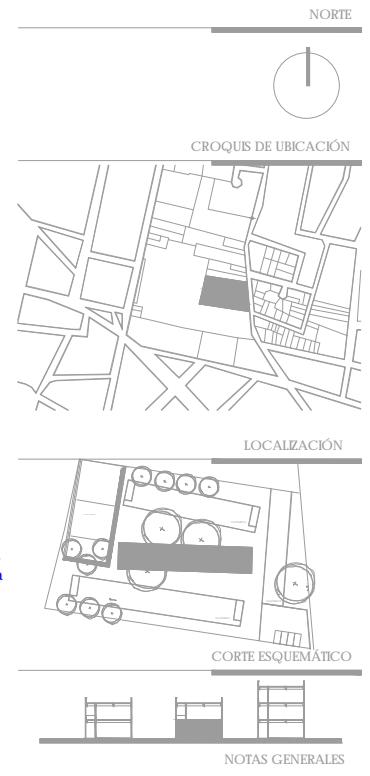 NORTE
CROQUIS DE UBICACIÓN
LOCALIZACIÓN
CORTE ESQUEMÁTICO
NOTAS GENERALES